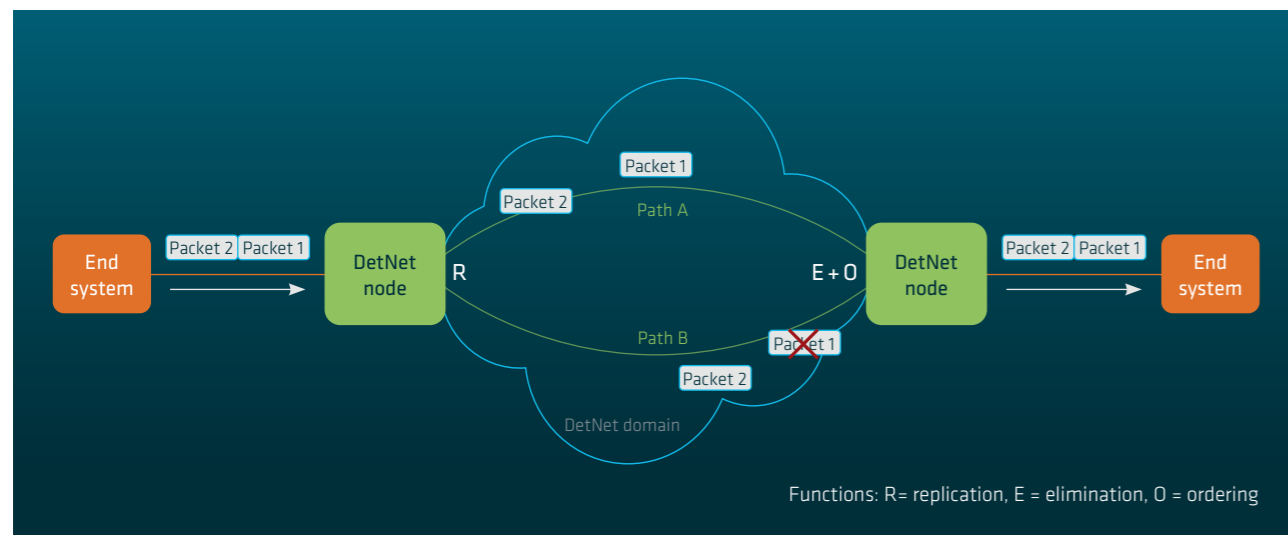 Packet 1
Packet 2
Path A
Packet 2 Packet 1
End
system
DetNet
node
R
E + O
DetNet
node
Packet 2 Packet 1
End
system
Path B
Packet 1
Packet 2
DetNet domain
Functions: R= replication, E = elimination, O = ordering